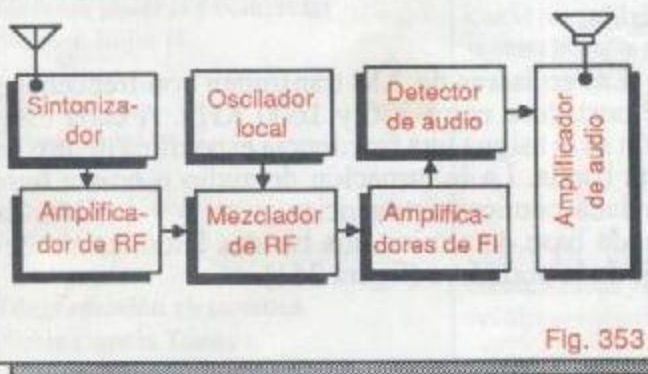 Sintoniza-
dor
Oscilador
local
Detector
de audio
Amplificador
de audio
Amplifica-
dor de RF
Mezclador
de RF
Amplifica-
dores de FI
Fig. 353